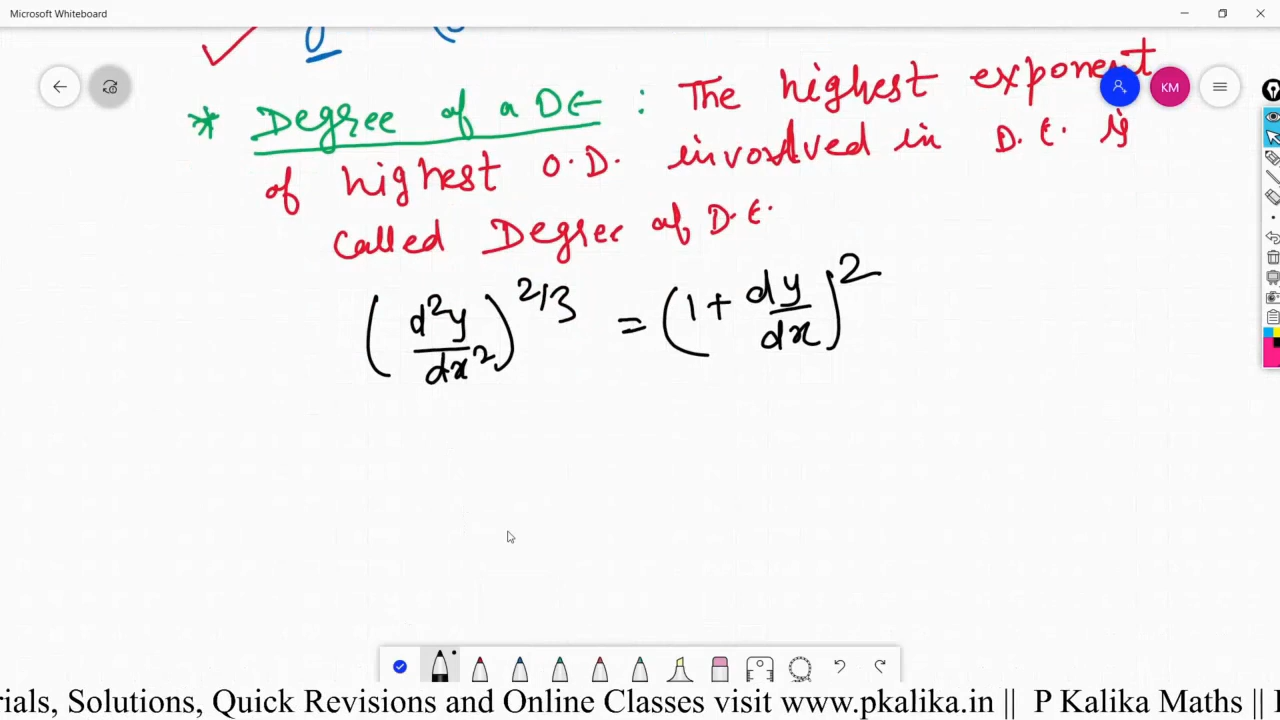 Microsoft Whiteboard
KM
* Degree of a DE : The highest exponent
of highest O.D. involved in D.E. is
Called Degree of D.E.
(d²y/dx²)^2/3 = (1 + dy/dx)^2
rials, Solutions, Quick Revisions and Online Classes visit www.pkalika.in || P Kalika Maths ||